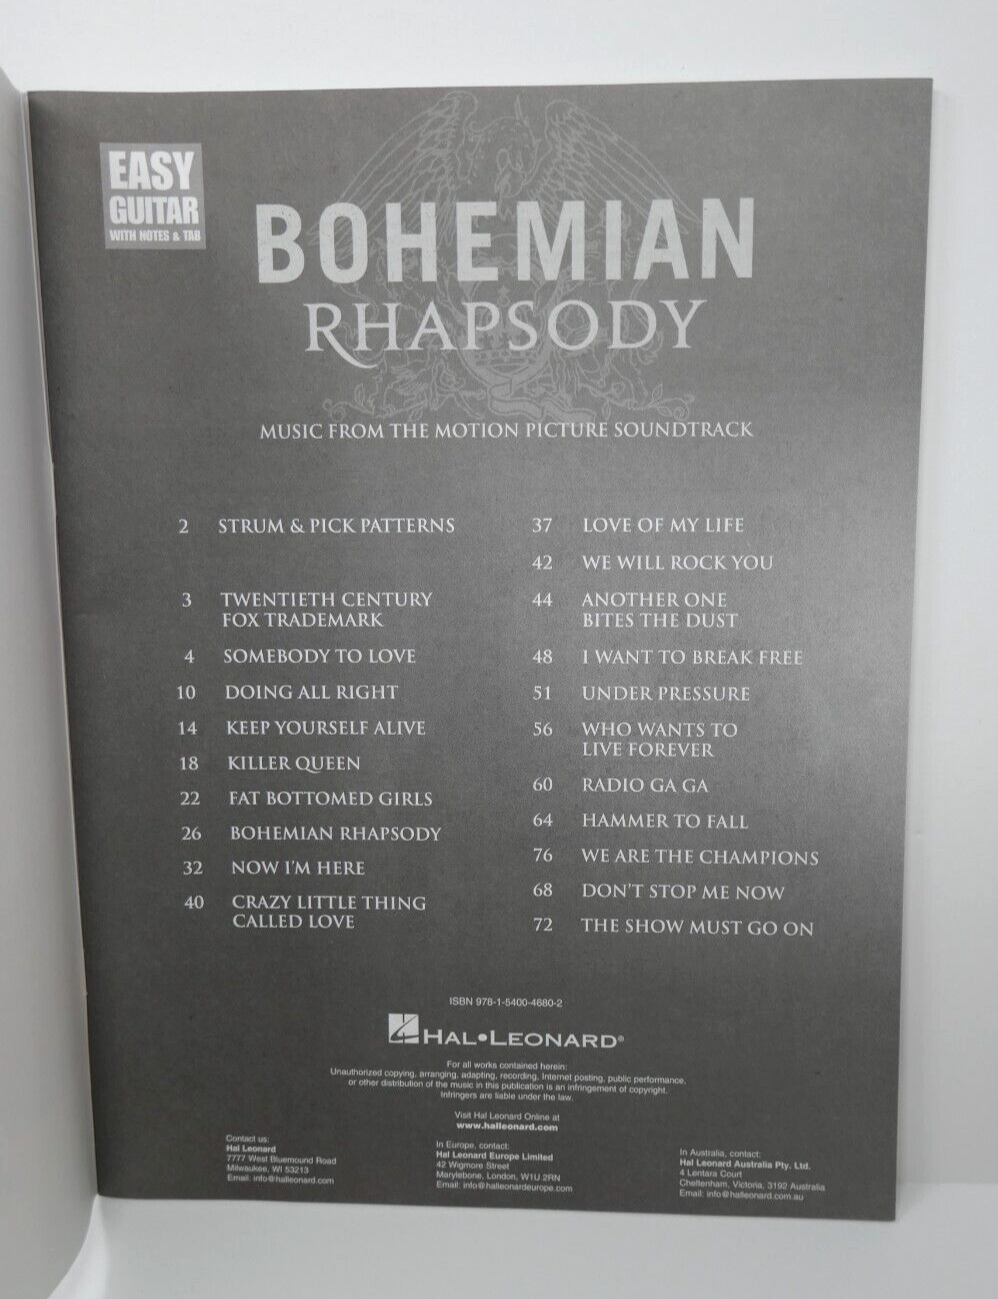 EASY
GUITAR
WITH NOTES & TAB
BOHEMIAN
RHAPSODY
MUSIC FROM THE MOTION PICTURE SOUNDTRACK
2 STRUM & PICK PATTERNS
3 TWENTIETH CENTURY
FOX TRADEMARK
4 SOMEBODY TO LOVE
10 DOING ALL RIGHT
14 KEEP YOURSELF ALIVE
18 KILLER QUEEN
22 FAT BOTTOMED GIRLS
26 BOHEMIAN RHAPSODY
32 NOW I'M HERE
40 CRAZY LITTLE THING
CALLED LOVE
37 LOVE OF MY LIFE
42 WE WILL ROCK YOU
44 ANOTHER ONE
BITES THE DUST
48 I WANT TO BREAK FREE
51 UNDER PRESSURE
56 WHO WANTS TO
LIVE FOREVER
60 RADIO GA GA
64 HAMMER TO FALL
76 WE ARE THE CHAMPIONS
68 DON'T STOP ME NOW
72 THE SHOW MUST GO ON
ISBN 978-1-5400-4680-2
HAL•LEONARD®
For all works contained herein:
Unauthorized copying, arranging, adapting, recording, Internet posting, public performance,
or other distribution of the music in this publication is an infringement of copyright.
Infringers are liable under the law.
Visit Hal Leonard Online at
www.halleonard.com
Contact us:
Hal Leonard
7777 West Bluemound Road
Milwaukee, WI 53213
Email: info@halleonard.com
In Europe, contact:
Hal Leonard Europe Limited
42 Wigmore Street
Marylebone, London, W1U 2RN
Email: info@halleonardeurope.com
In Australia, contact:
Hal Leonard Australia Pty. Ltd.
4 Lentara Court
Cheltenham, Victoria, 3192 Australia
Email: info@halleonard.com.au